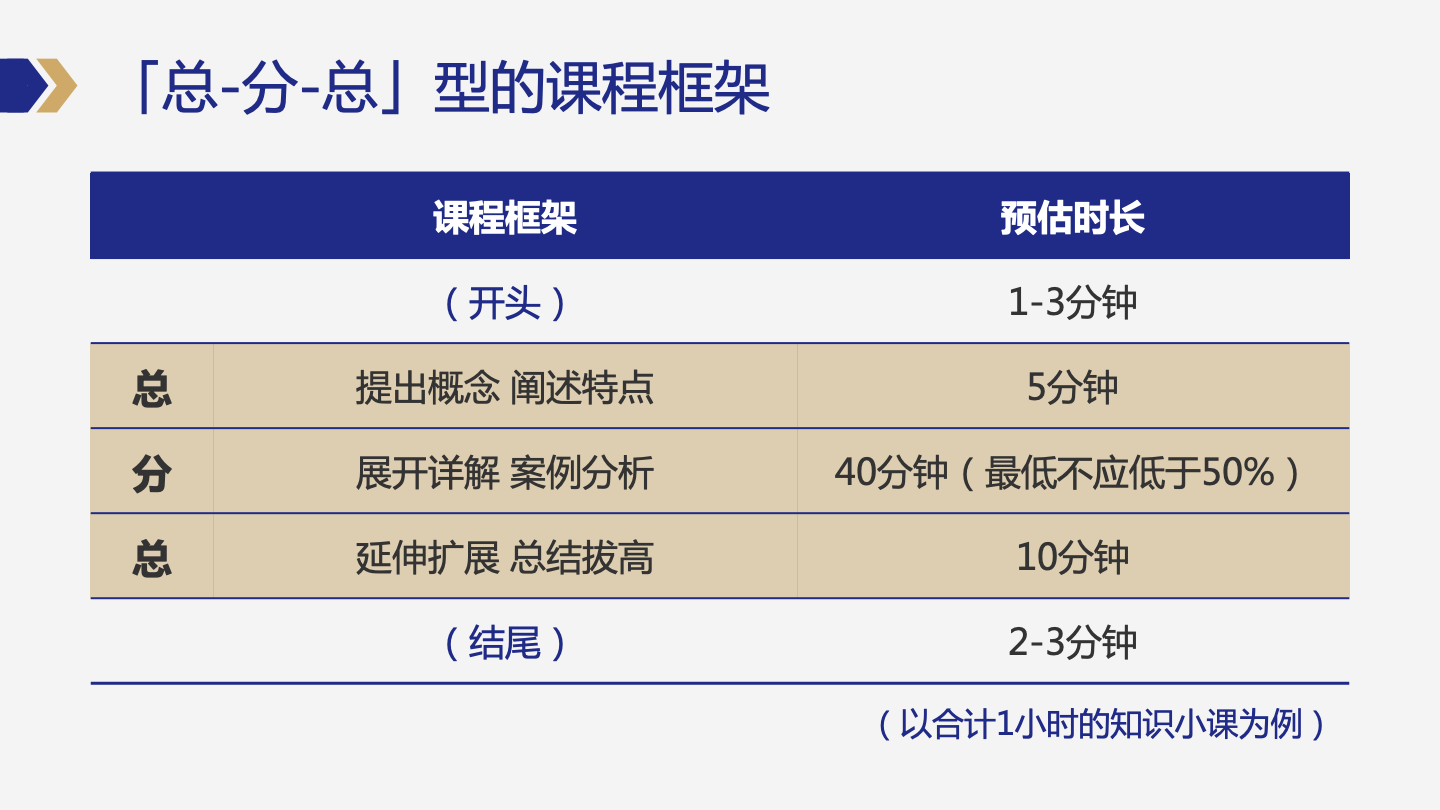 「总-分-总」型的课程框架
课程框架 预估时长
（开头） 1-3分钟
总 提出概念 阐述特点 5分钟
分 展开详解 案例分析 40分钟（最低不应低于50%）
总 延伸扩展 总结拔高 10分钟
（结尾） 2-3分钟
（以合计1小时的知识小课为例）